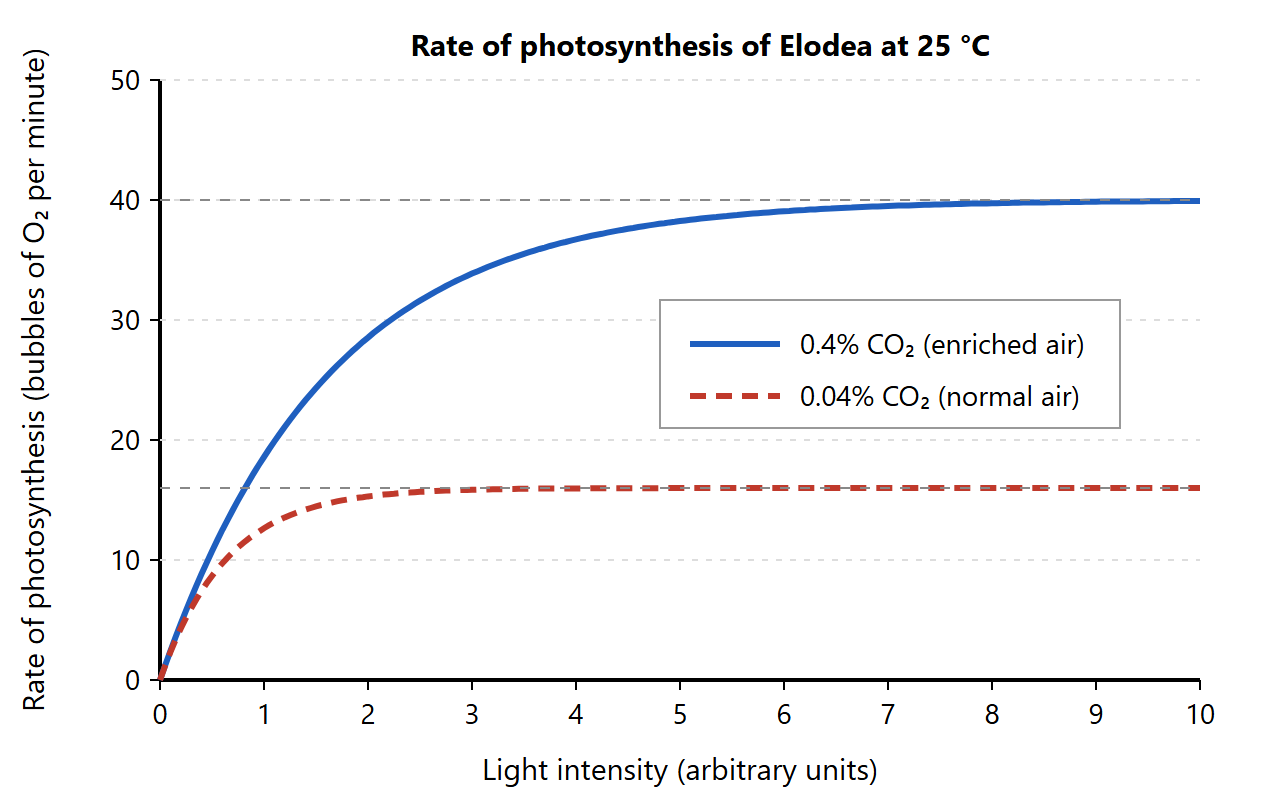 Rate of photosynthesis of Elodea at 25 °C
Rate of photosynthesis (bubbles of O₂ per minute)
50
40
30
20
10
0
0.4% CO₂ (enriched air)
0.04% CO₂ (normal air)
0 1 2 3 4 5 6 7 8 9 10
Light intensity (arbitrary units)